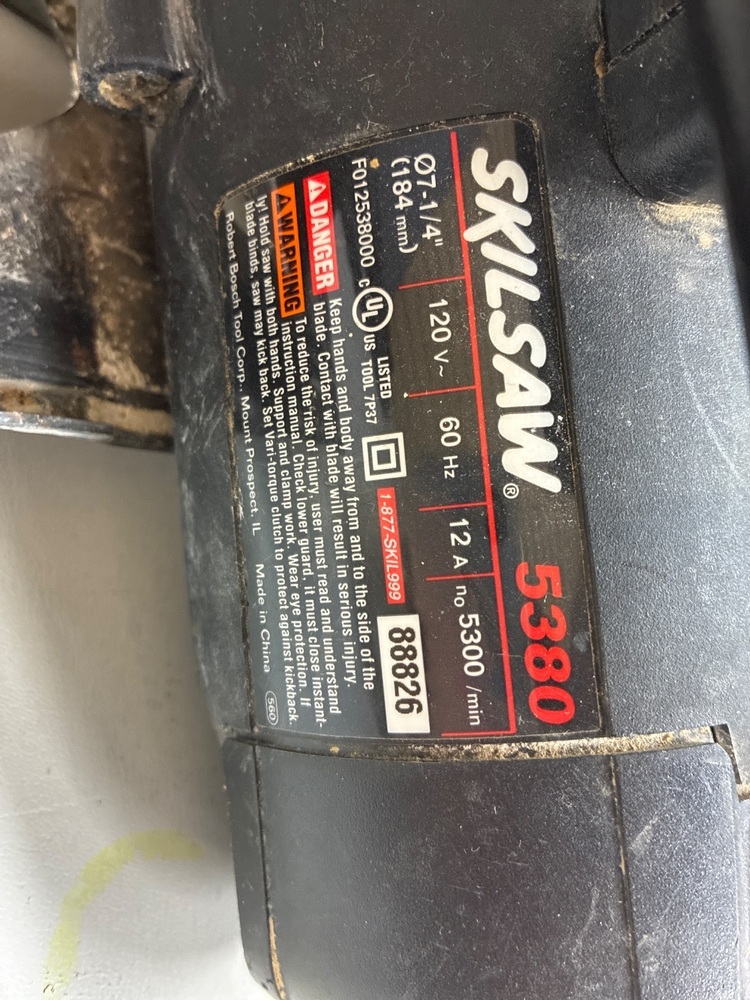 SKILSAW® 5380
Ø7-1/4" 120 V~ 60 Hz 12 A n₀ 5300 /min
(184 mm)
F012538000 C UL US LISTED TOOL 7P37 1-877-SKIL999 88826
DANGER Keep hands and body away from and to the side of the
blade. Contact with blade will result in serious injury.
WARNING To reduce the risk of injury, user must read and understand
instruction manual. Check lower guard, it must close instant-
ly! Hold saw with both hands. Support and clamp work. Wear eye protection. If
blade binds, saw may kick back. Set Vari-torque clutch to protect against kickback.
Robert Bosch Tool Corp., Mount Prospect, IL Made in China 560